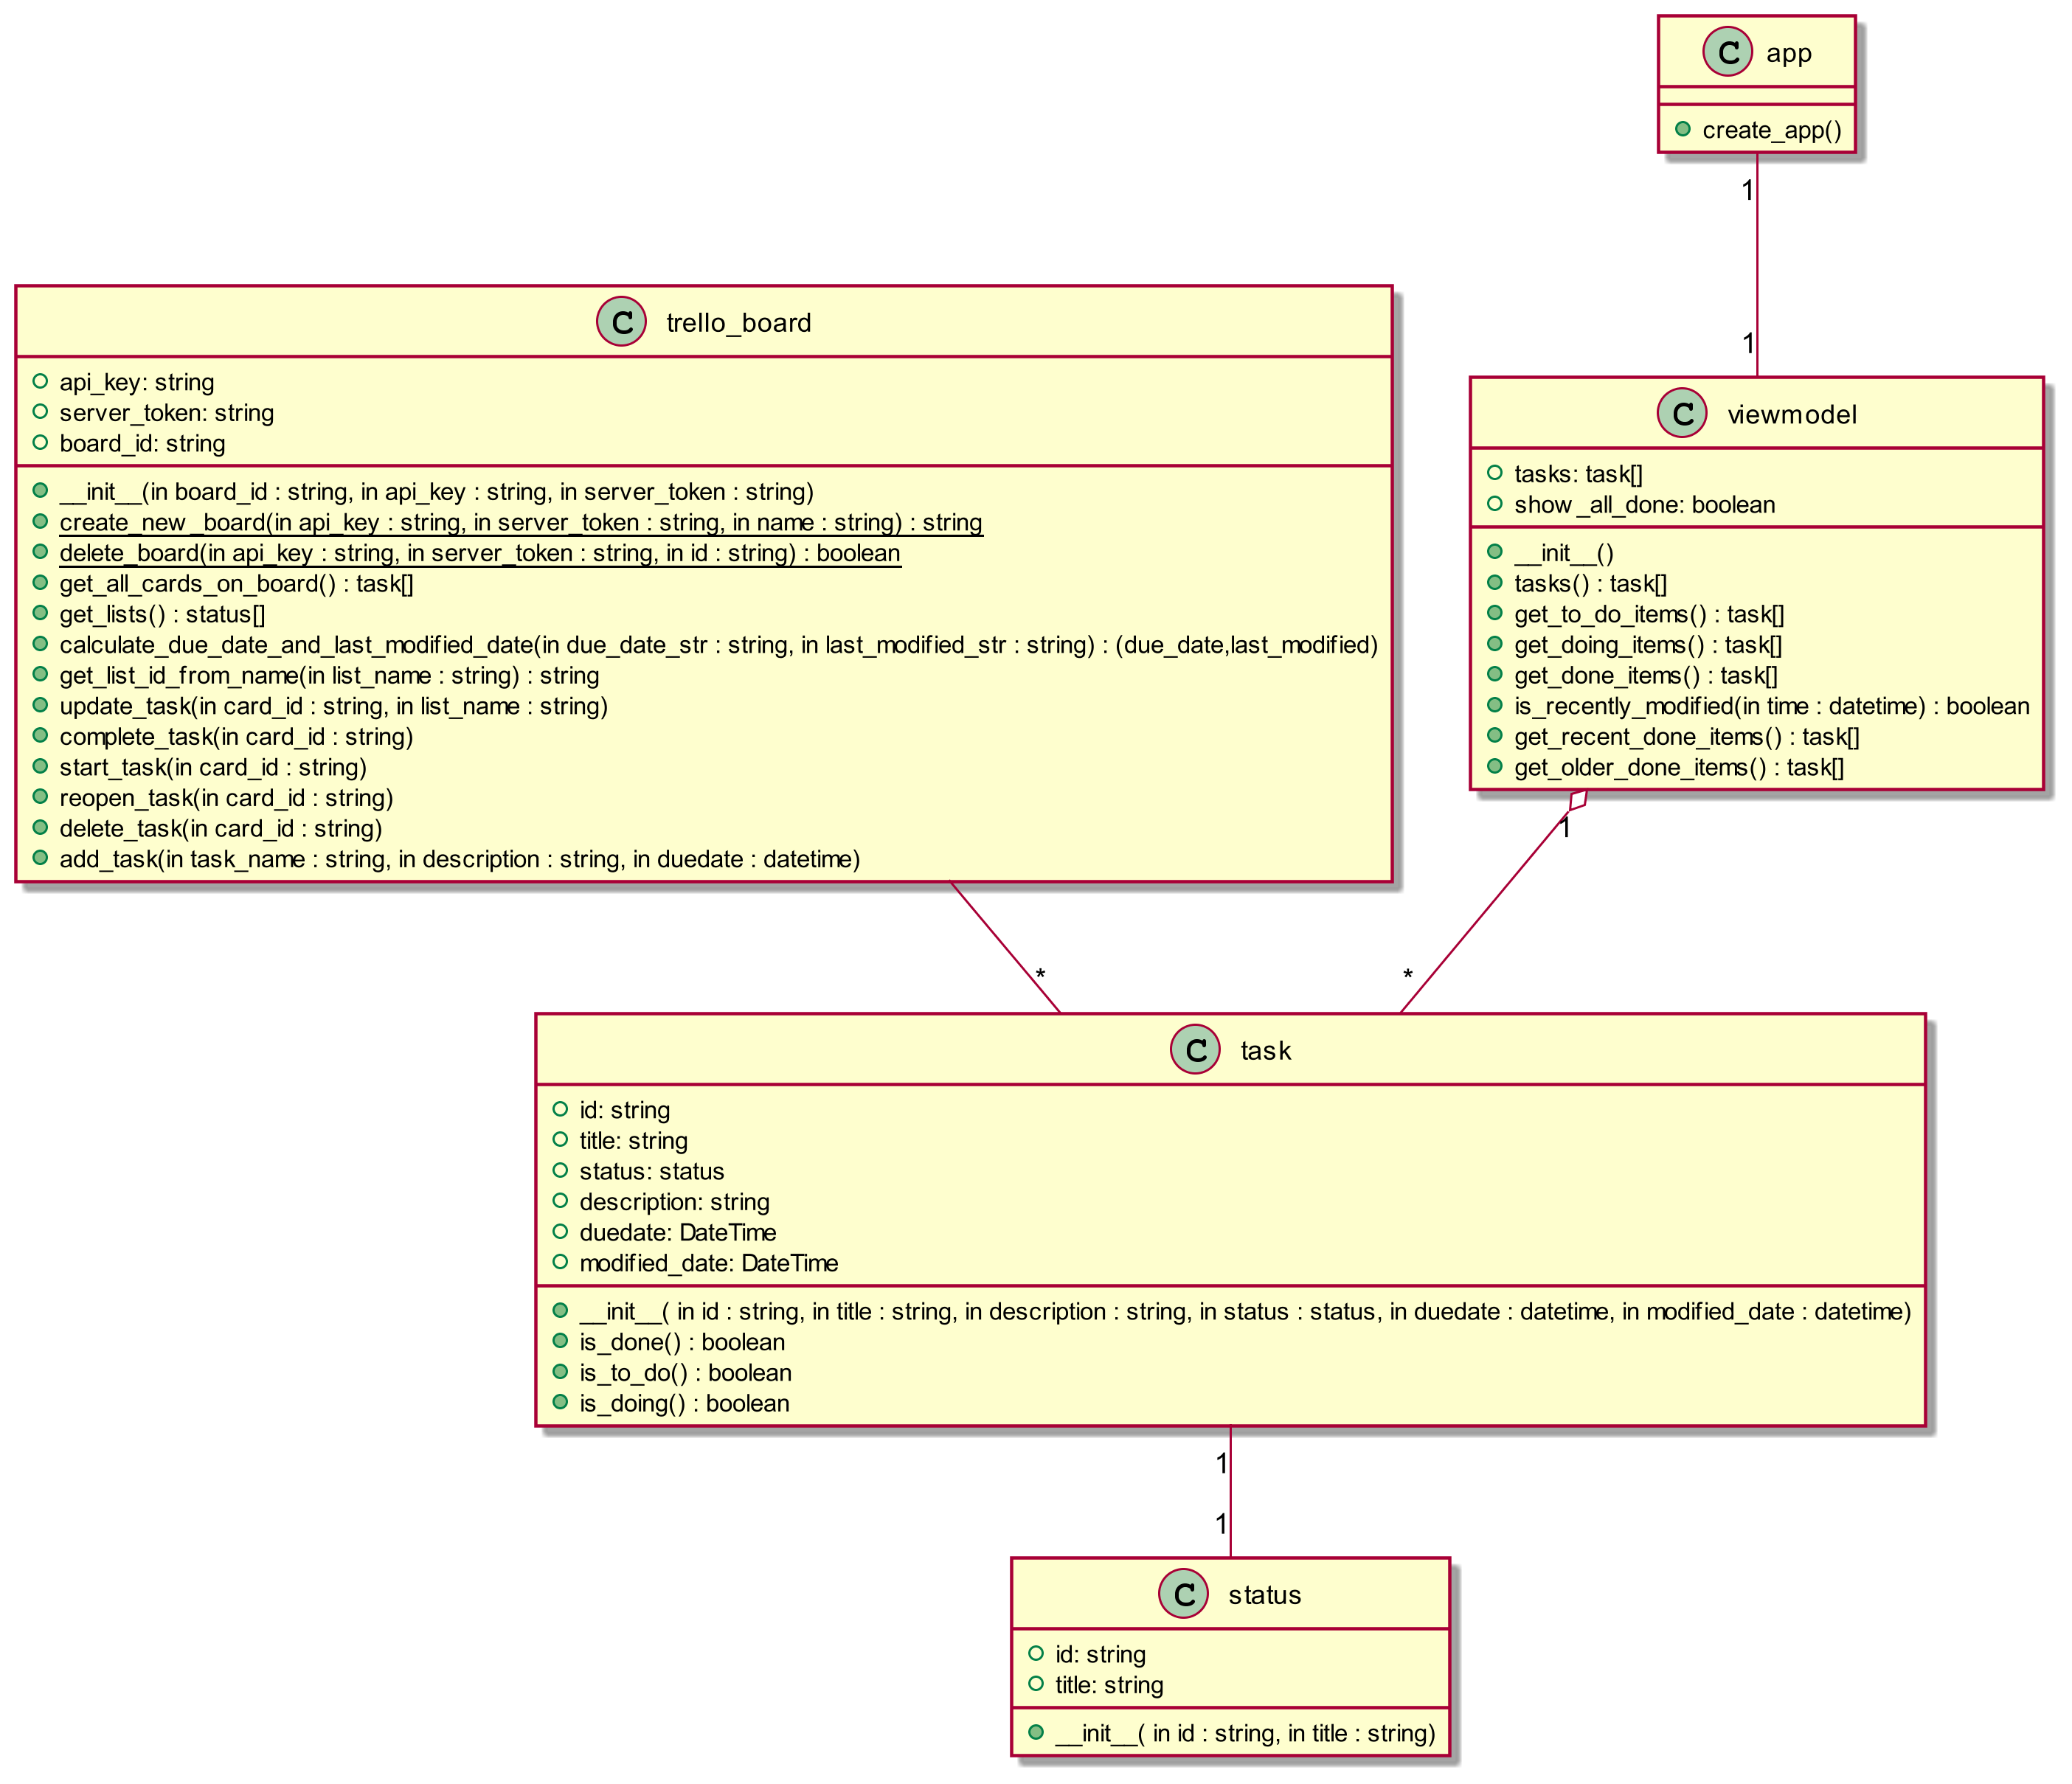 C app
create_app()
1
1
C trello_board
api_key: string
server_token: string
board_id: string
__init__(in board_id : string, in api_key : string, in server_token : string)
create_new_board(in api_key : string, in server_token : string, in name : string) : string
delete_board(in api_key : string, in server_token : string, in id : string) : boolean
get_all_cards_on_board() : task[]
get_lists() : status[]
calculate_due_date_and_last_modified_date(in due_date_str : string, in last_modified_str : string) : (due_date,last_modified)
get_list_id_from_name(in list_name : string) : string
update_task(in card_id : string, in list_name : string)
complete_task(in card_id : string)
start_task(in card_id : string)
reopen_task(in card_id : string)
delete_task(in card_id : string)
add_task(in task_name : string, in description : string, in duedate : datetime)
C viewmodel
tasks: task[]
show_all_done: boolean
__init__()
tasks() : task[]
get_to_do_items() : task[]
get_doing_items() : task[]
get_done_items() : task[]
is_recently_modified(in time : datetime) : boolean
get_recent_done_items() : task[]
get_older_done_items() : task[]
1
*
*
C task
id: string
title: string
status: status
description: string
duedate: DateTime
modified_date: DateTime
__init__( in id : string, in title : string, in description : string, in status : status, in duedate : datetime, in modified_date : datetime)
is_done() : boolean
is_to_do() : boolean
is_doing() : boolean
1
1
C status
id: string
title: string
__init__( in id : string, in title : string)